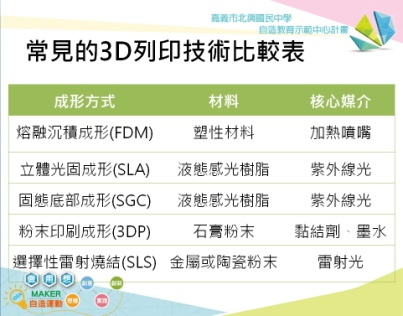 嘉義市北興國民中學
自造教育示範中心計畫
常見的3D列印技術比較表
成形方式 材料 核心媒介
熔融沉積成形(FDM) 塑性材料 加熱噴嘴
立體光固成形(SLA) 液態感光樹脂 紫外線光
固態底部成形(SGC) 液態感光樹脂 紫外線光
粉末印刷成形(3DP) 石膏粉末 黏結劑、墨水
選擇性雷射燒結(SLS) 金屬或陶瓷粉末 雷射光
MAKER
自造運動